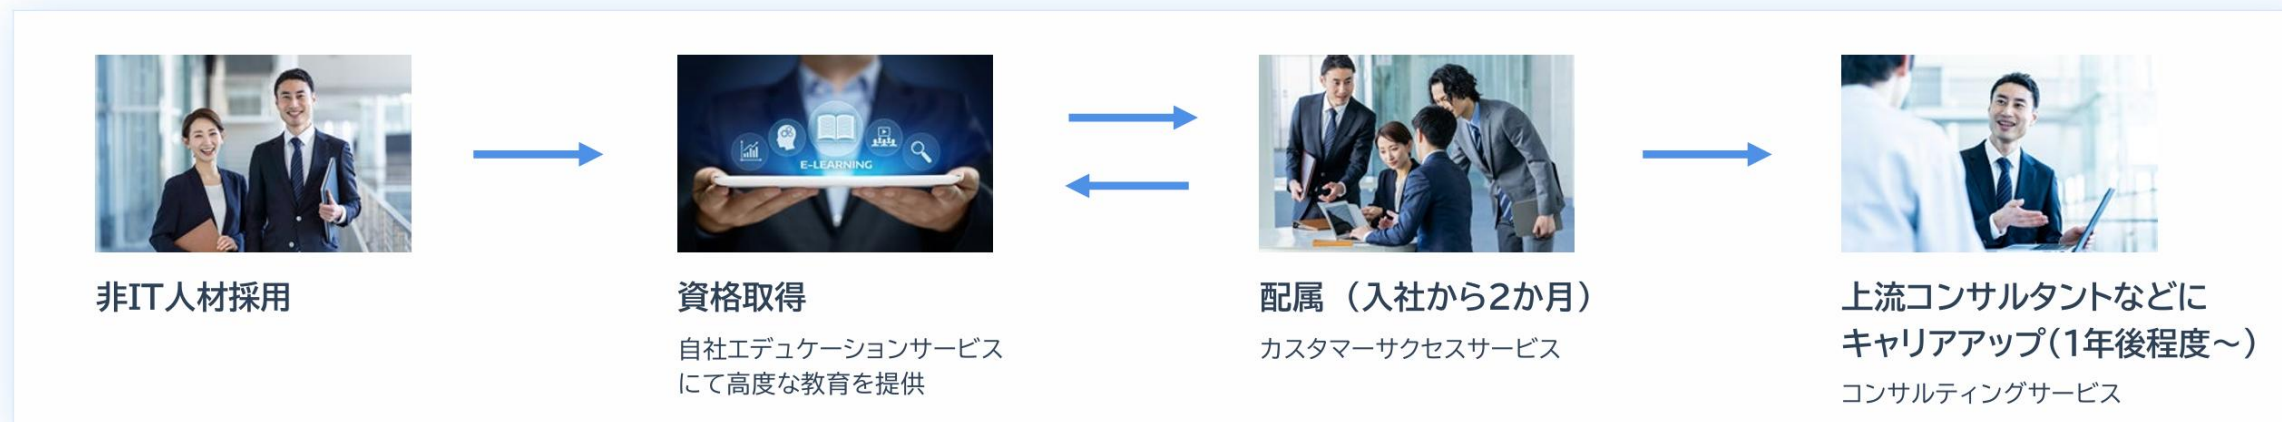 非IT人材採用
E-LEARNING
資格取得
自社エデュケーションサービス
にて高度な教育を提供
配属（入社から2か月）
カスタマーサクセスサービス
上流コンサルタントなどに
キャリアアップ(1年後程度～)
コンサルティングサービス